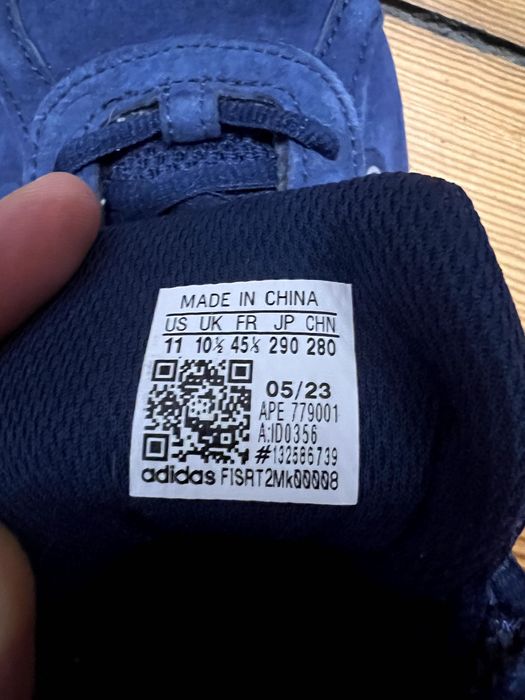 MADE IN CHINA
US UK FR JP CHN
11 10½ 45⅓ 290 280
05/23
APE 779001
A:ID0356
#132586739
adidas FISRT2Mk00008